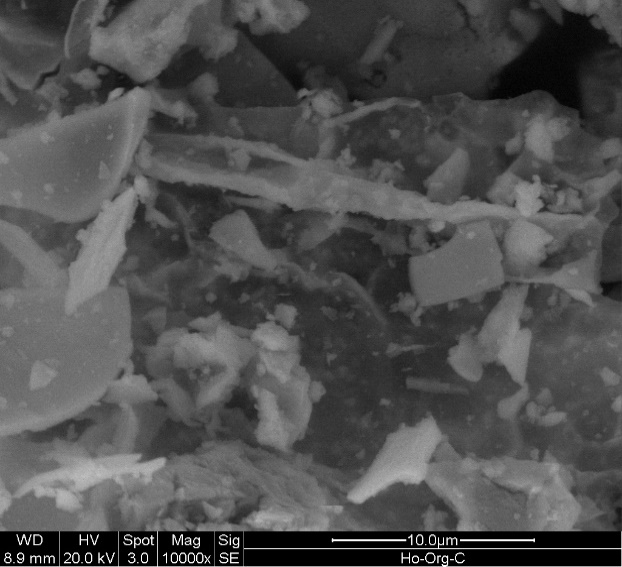 WD HV Spot Mag Sig 10.0µm
8.9 mm 20.0 kV 3.0 10000x SE Ho-Org-C